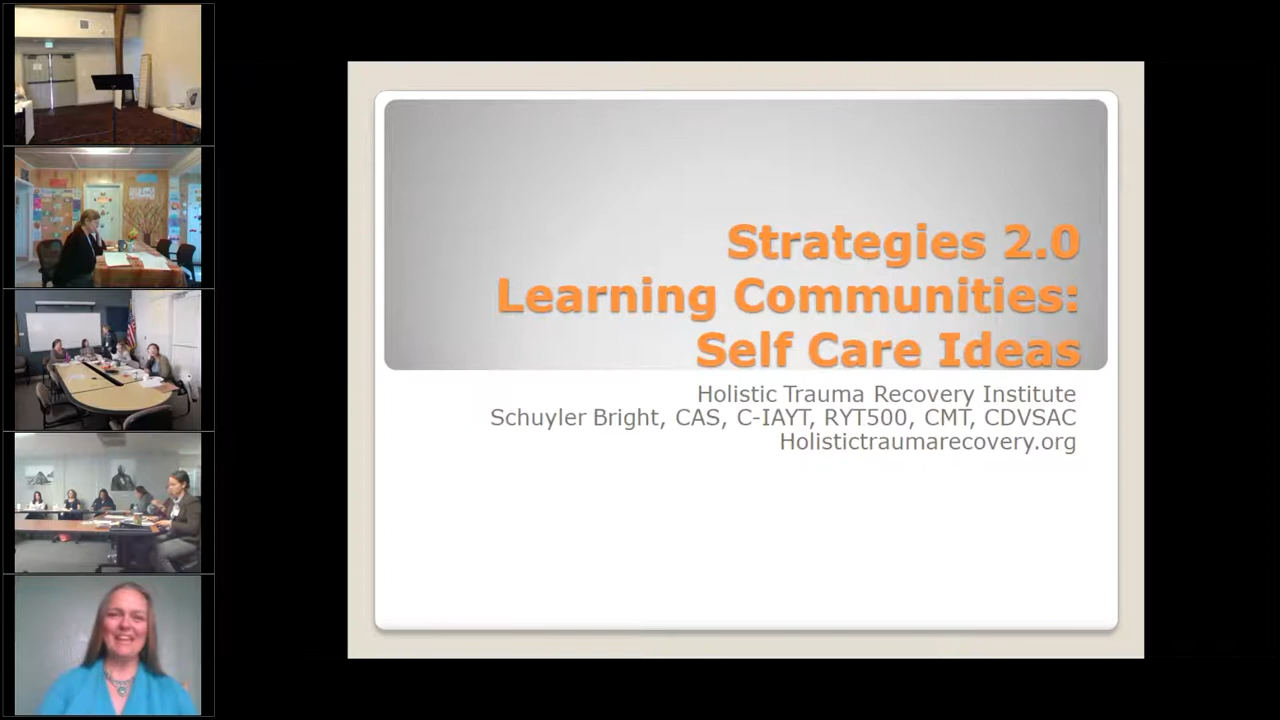 Strategies 2.0
Learning Communities:
Self Care Ideas
Holistic Trauma Recovery Institute
Schuyler Bright, CAS, C-IAYT, RYT500, CMT, CDVSAC
Holistictraumarecovery.org